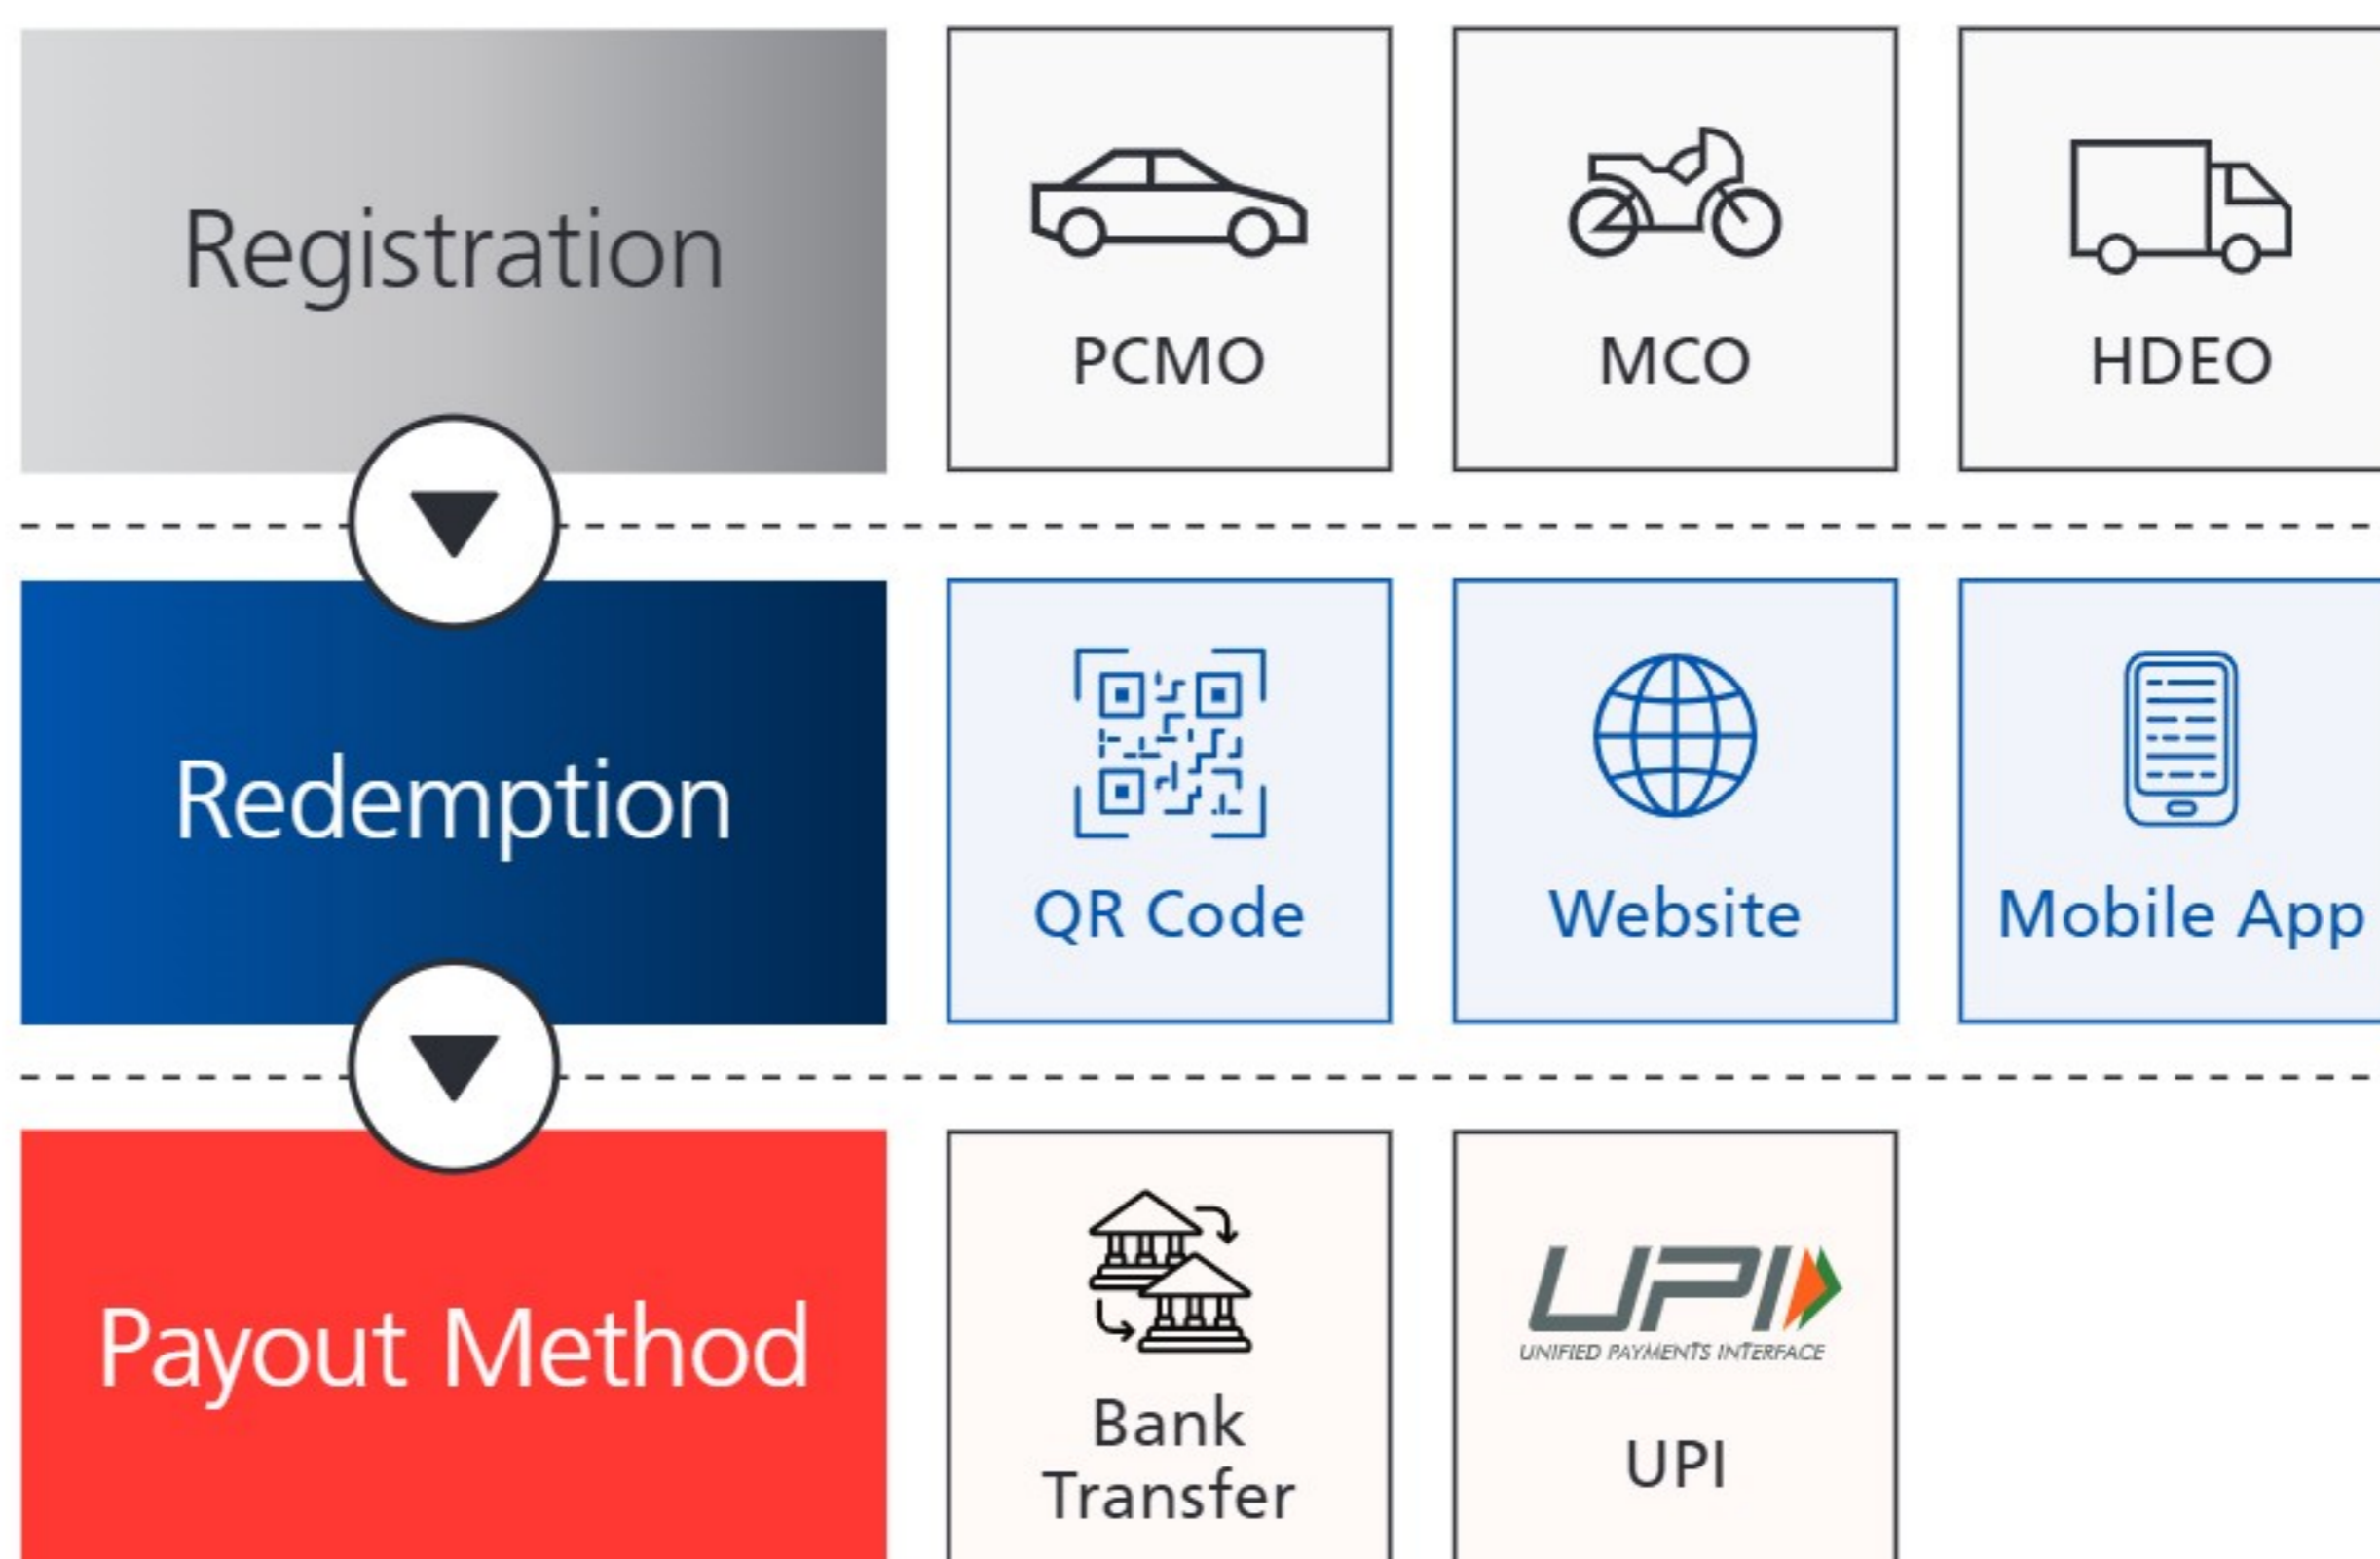 Registration
PCMO
MCO
HDEO
Redemption
QR Code
Website
Mobile App
Payout Method
Bank
Transfer
UPI
UNIFIED PAYMENTS INTERFACE
UPI